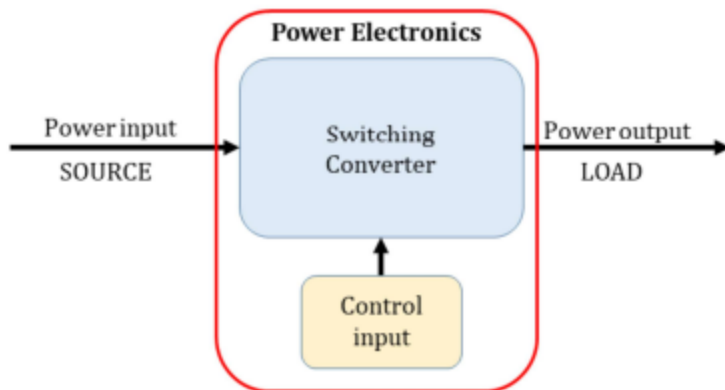 Power Electronics
Power input
SOURCE
Switching
Converter
Power output
LOAD
Control
input